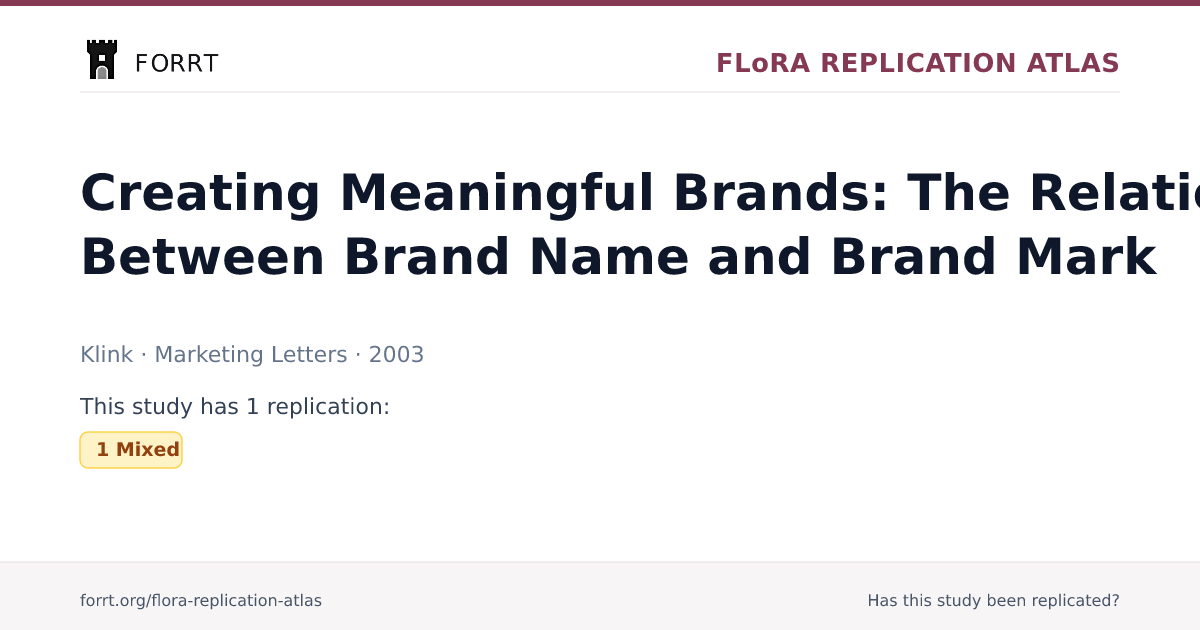 FORRT
FLoRA REPLICATION ATLAS
Creating Meaningful Brands: The
Between Brand Name and Brand Mark
Klink · Marketing Letters · 2003
This study has 1 replication:
1 Mixed
forrt.org/flora-replication-atlas
Has this study been replicated?